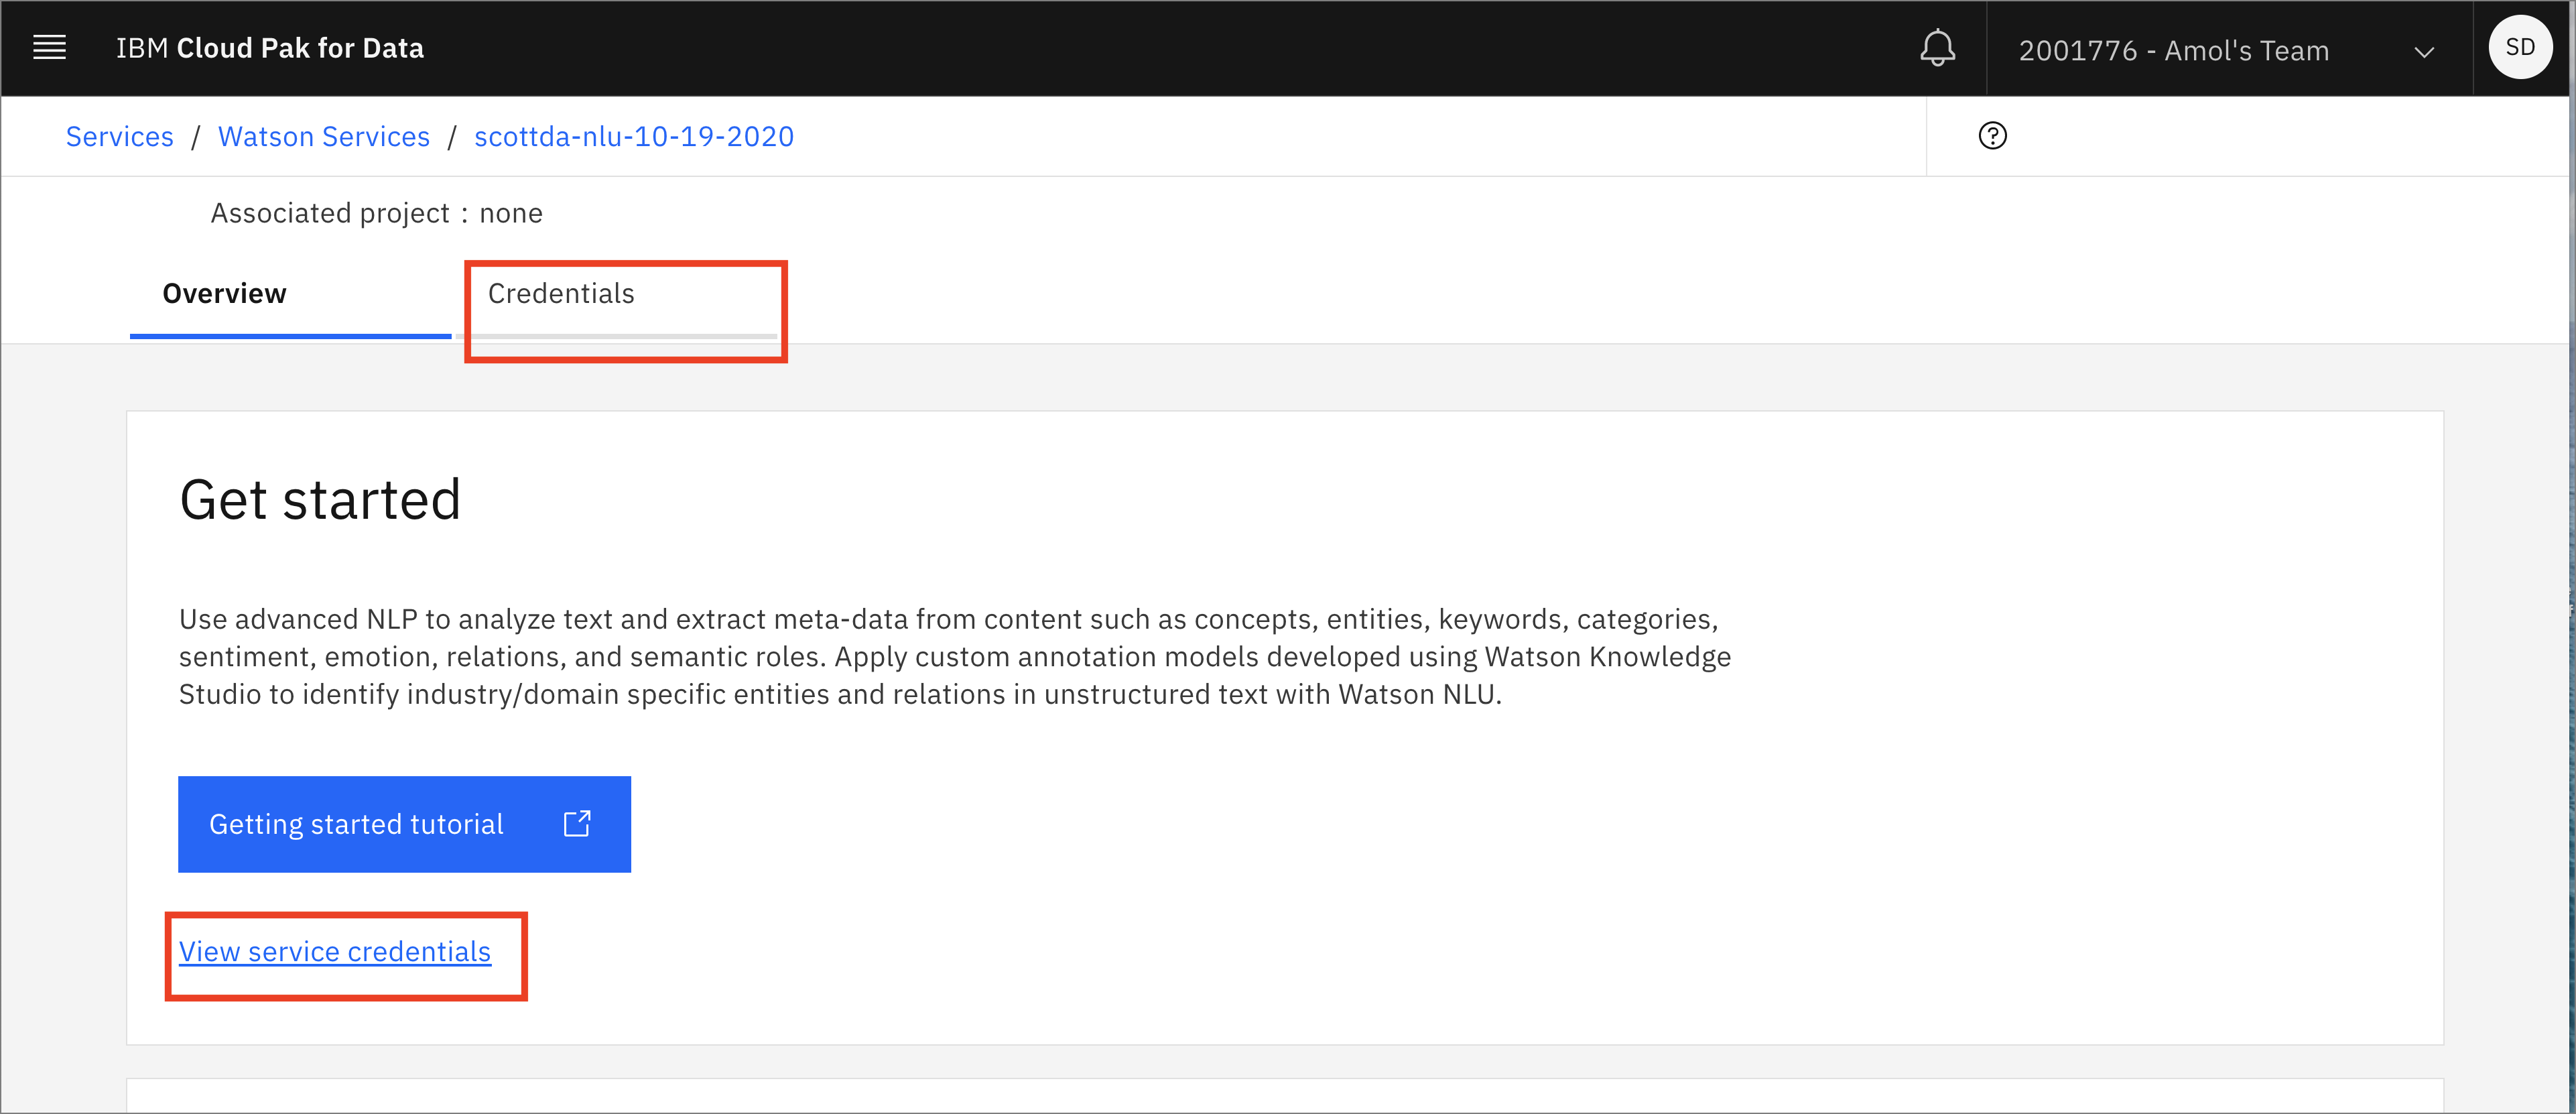 IBM Cloud Pak for Data
2001776 - Amol's Team
SD
Services / Watson Services / scottda-nlu-10-19-2020
Associated project : none
Overview
Credentials
Get started
Use advanced NLP to analyze text and extract meta-data from content such as concepts, entities, keywords, categories,
sentiment, emotion, relations, and semantic roles. Apply custom annotation models developed using Watson Knowledge
Studio to identify industry/domain specific entities and relations in unstructured text with Watson NLU.
Getting started tutorial
View service credentials